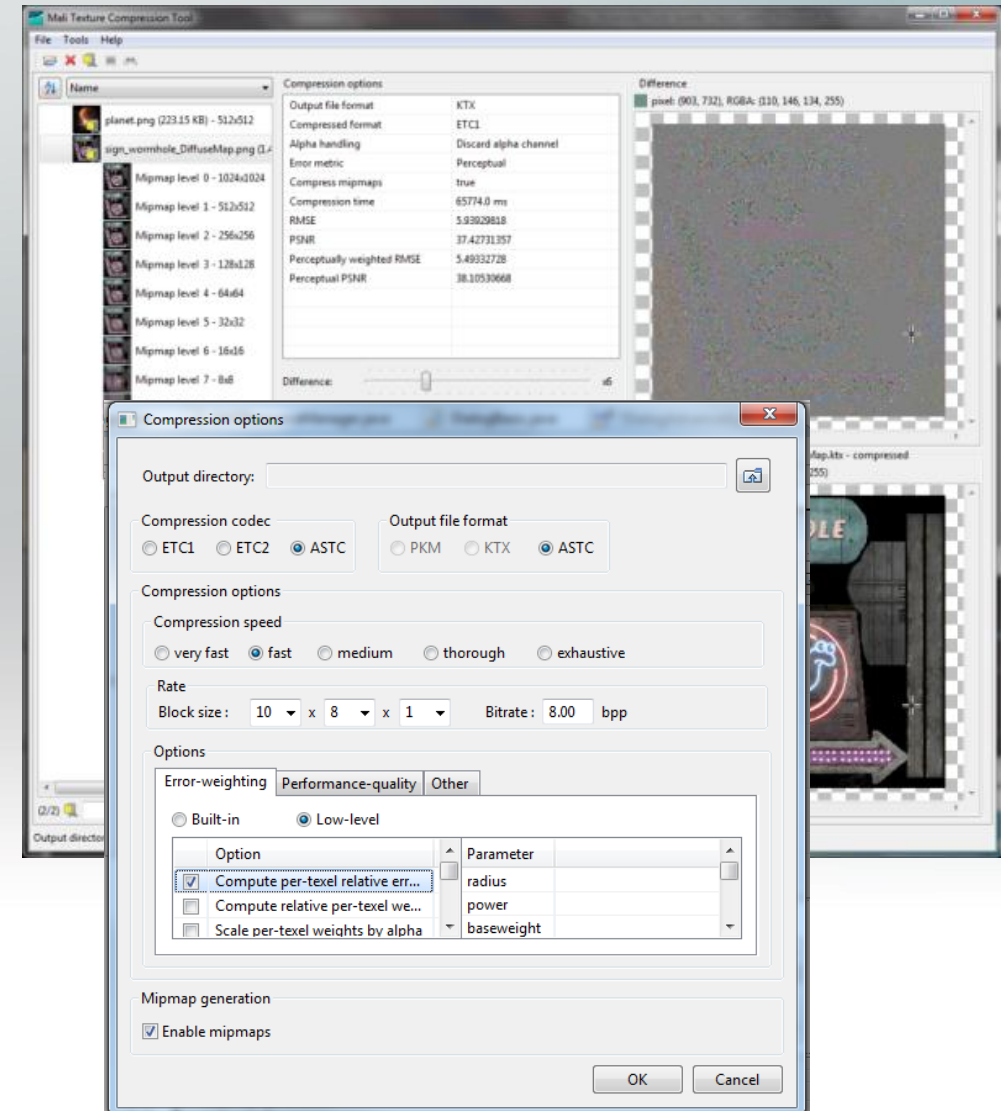 Mali Texture Compression Tool
File Tools Help
Name
planet.png (223.15 KB) - 512x512
sign_wormhole_DiffuseMap.png (1.4
Mipmap level 0 - 1024x1024
Mipmap level 1 - 512x512
Mipmap level 2 - 256x256
Mipmap level 3 - 128x128
Mipmap level 4 - 64x64
Mipmap level 5 - 32x32
Mipmap level 6 - 16x16
Mipmap level 7 - 8x8
(2/2)
Output director
Compression options
Output file format KTX
Compressed format ETC1
Alpha handling Discard alpha channel
Error metric Perceptual
Compress mipmaps true
Compression time 65774.0 ms
RMSE 5.93929818
PSNR 37.42731357
Perceptually weighted RMSE 5.49332728
Perceptual PSNR 38.10530668
Difference: x6
Difference
pixel: (903, 732), RGBA: (110, 146, 134, 255)
Map.ktx - compressed
255)
OLE
Compression options
Output directory:
Compression codec Output file format
ETC1 ETC2 ASTC PKM KTX ASTC
Compression options
Compression speed
very fast fast medium thorough exhaustive
Rate
Block size : 10 x 8 x 1 Bitrate : 8.00 bpp
Options
Error-weighting Performance-quality Other
Built-in Low-level
Option Parameter
Compute per-texel relative err... radius
Compute relative per-texel we... power
Scale per-texel weights by alpha baseweight
Mipmap generation
Enable mipmaps
OK Cancel